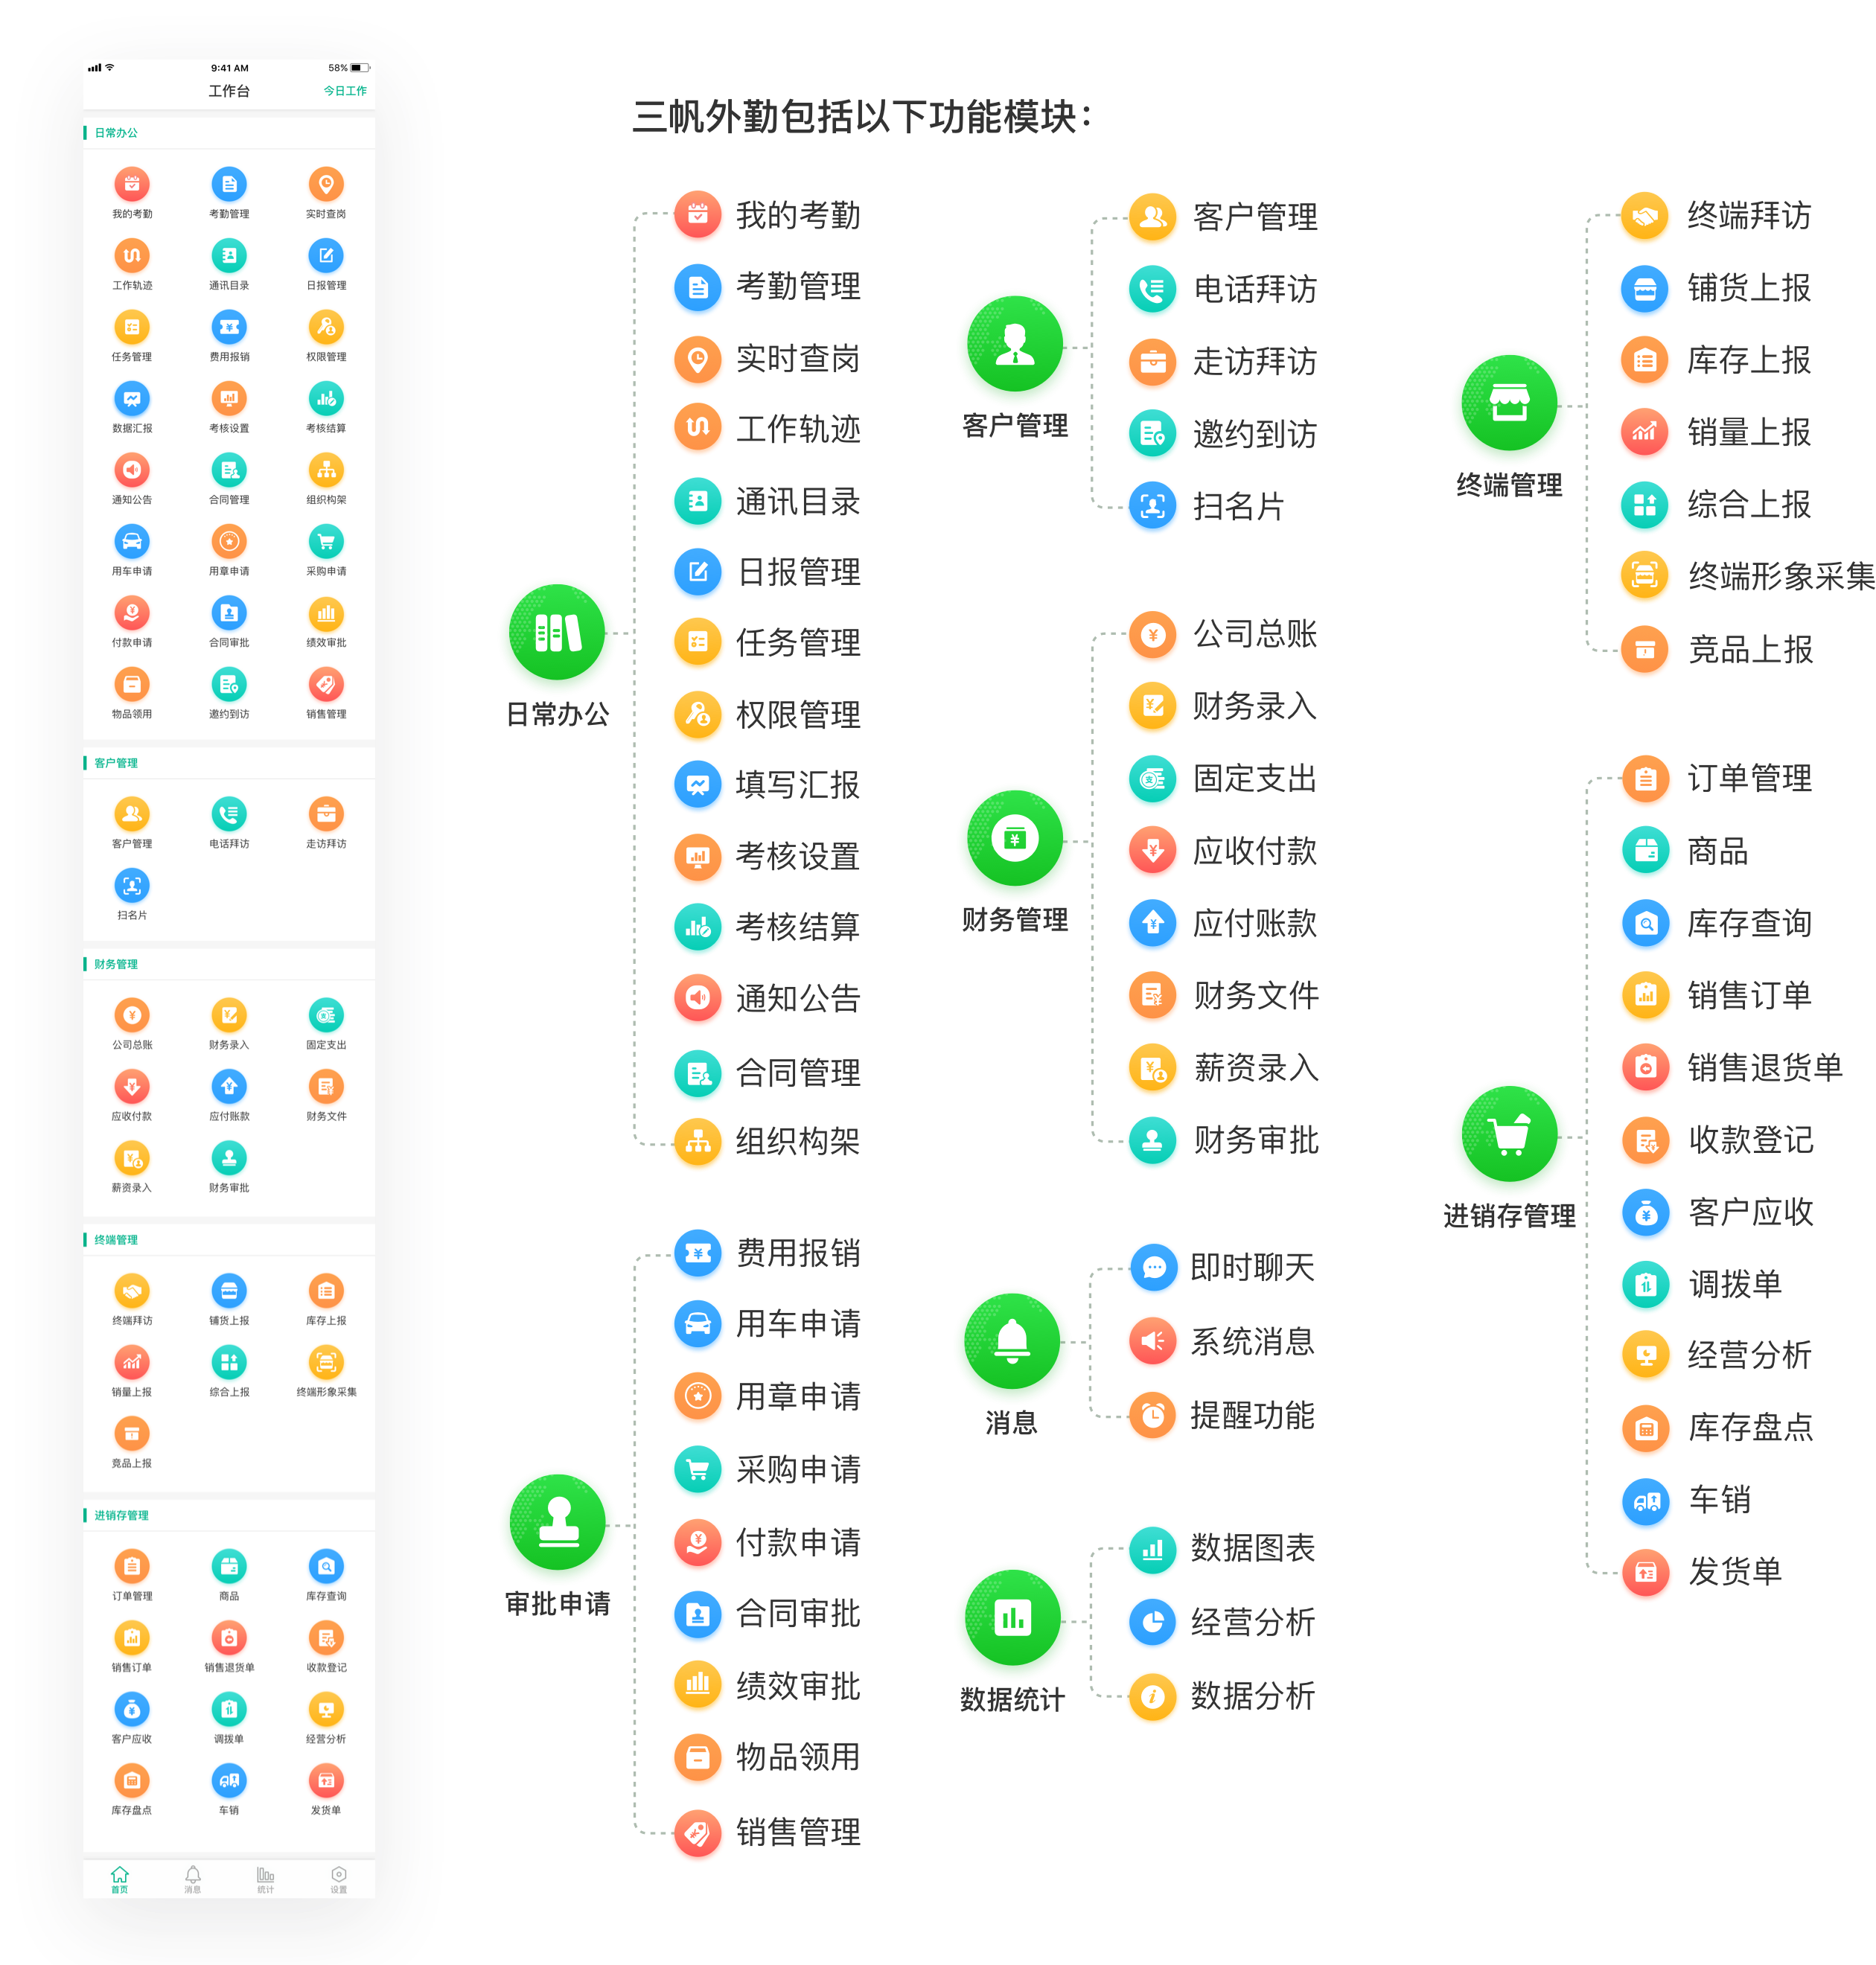 9:41 AM
58%
工作台
今日工作
日常办公
我的考勤 考勤管理 实时查岗
工作轨迹 通讯目录 日报管理
任务管理 费用报销 权限管理
数据汇报 考核设置 考核结算
通知公告 合同管理 组织构架
用车申请 用章申请 采购申请
付款申请 合同审批 绩效审批
物品领用 邀约到访 销售管理
客户管理
客户管理 电话拜访 走访拜访
扫名片
财务管理
公司总账 财务录入 固定支出
应收付款 应付账款 财务文件
薪资录入 财务审批
终端管理
终端拜访 铺货上报 库存上报
销量上报 综合上报 终端形象采集
竞品上报
进销存管理
订单管理 商品 库存查询
销售订单 销售退货单 收款登记
客户应收 调拨单 经营分析
库存盘点 车销 发货单
首页 消息 统计 设置
三帆外勤包括以下功能模块：
日常办公
我的考勤
考勤管理
实时查岗
工作轨迹
通讯目录
日报管理
任务管理
权限管理
填写汇报
考核设置
考核结算
通知公告
合同管理
组织构架
审批申请
费用报销
用车申请
用章申请
采购申请
付款申请
合同审批
绩效审批
物品领用
销售管理
客户管理
客户管理
电话拜访
走访拜访
邀约到访
扫名片
财务管理
公司总账
财务录入
固定支出
应收付款
应付账款
财务文件
薪资录入
财务审批
消息
即时聊天
系统消息
提醒功能
数据统计
数据图表
经营分析
数据分析
终端管理
终端拜访
铺货上报
库存上报
销量上报
综合上报
终端形象采集
竞品上报
进销存管理
订单管理
商品
库存查询
销售订单
销售退货单
收款登记
客户应收
调拨单
经营分析
库存盘点
车销
发货单